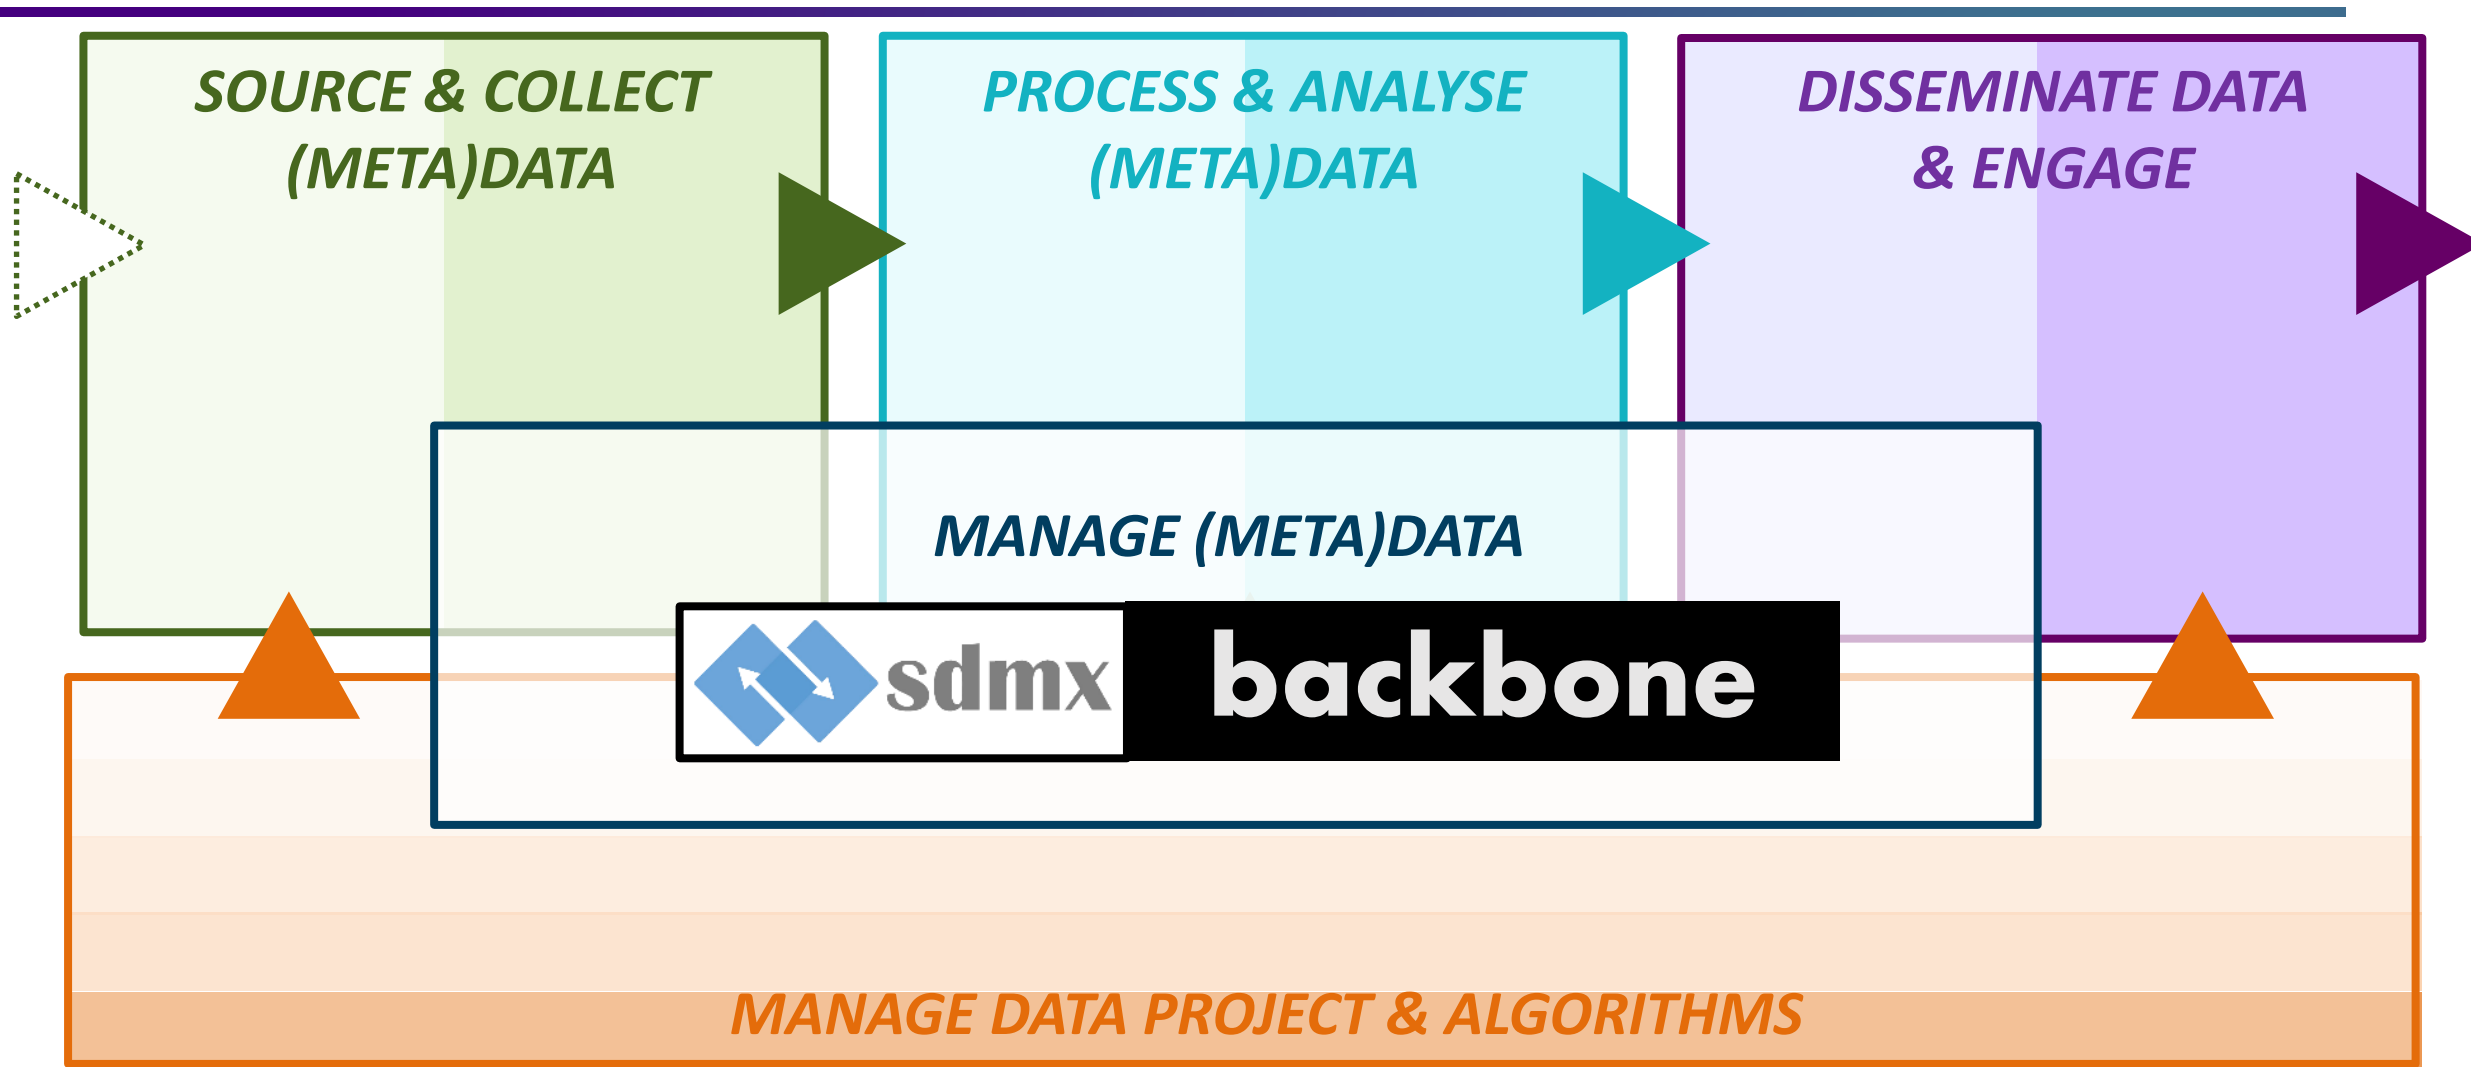 SOURCE & COLLECT
(META)DATA
PROCESS & ANALYSE
(META)DATA
DISSEMINATE DATA
& ENGAGE
MANAGE (META)DATA
sdmx
backbone
MANAGE DATA PROJECT & ALGORITHMS